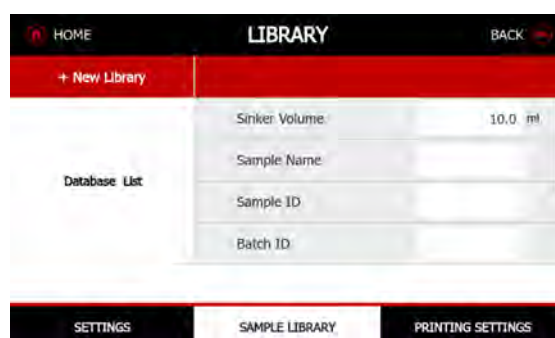 HOME LIBRARY BACK
+ New Library
Sinker Volume 10.0 ml
Sample Name
Database List
Sample ID
Batch ID
SETTINGS SAMPLE LIBRARY PRINTING SETTINGS